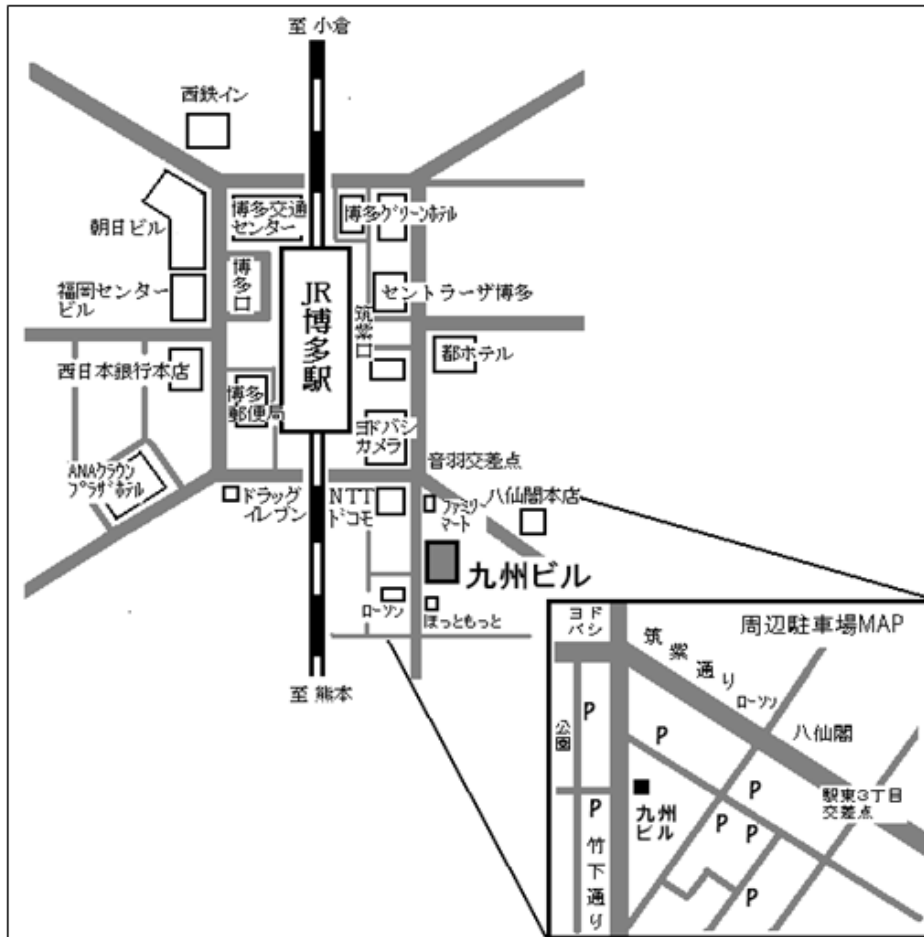 至 小倉
西鉄イン
博多交通
センター
博多グリーンホテル
朝日ビル
博多口
福岡センター
ビル
JR博多駅
筑紫口
セントラーザ博多
都ホテル
西日本銀行本店
博多
郵便局
ヨドバシ
カメラ
音羽交差点
ANAクラウン
プラザホテル
ドラッグ
イレブン
NTT
ドコモ
ファミリー
マート
八仙閣本店
九州ビル
ローソン
ほっともっと
至 熊本
ヨド
バシ
周辺駐車場MAP
筑紫通り
ローソン
八仙閣
公園
P
P
P
駅東3丁目
交差点
九州
ビル
P
P
P
竹下通り
P